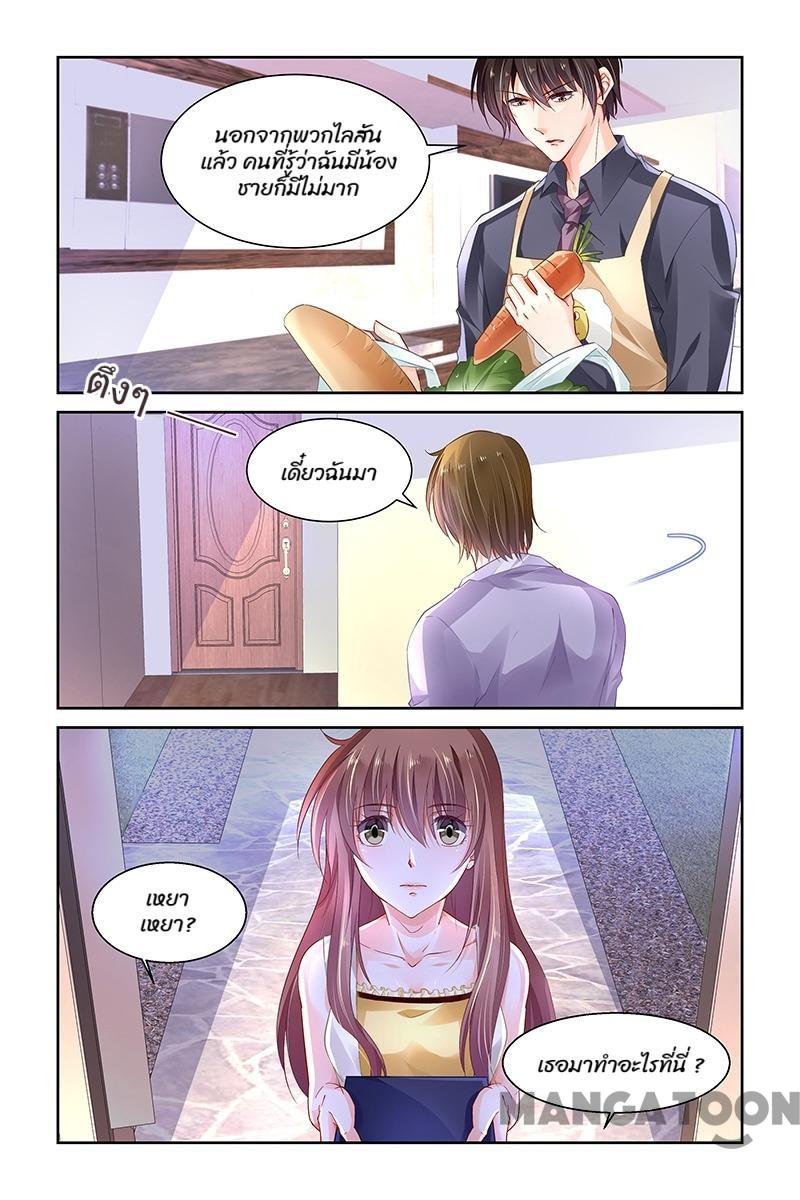 นอกจากพวกไลสัน
แล้ว คนที่รู้ว่าฉันมีน้อง
ชายก็มีไม่มาก
ตึงๆ
เดี๋ยวฉันมา
เหยา
เหยา?
เธอมาทำอะไรที่นี่ ?
MANGATOON